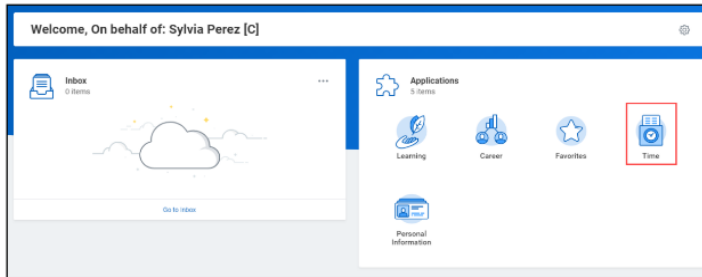 Welcome, On behalf of: Sylvia Perez [C]
Inbox
0 items
Go to Inbox
Applications
5 items
Learning
Career
Favorites
Time
Personal
Information